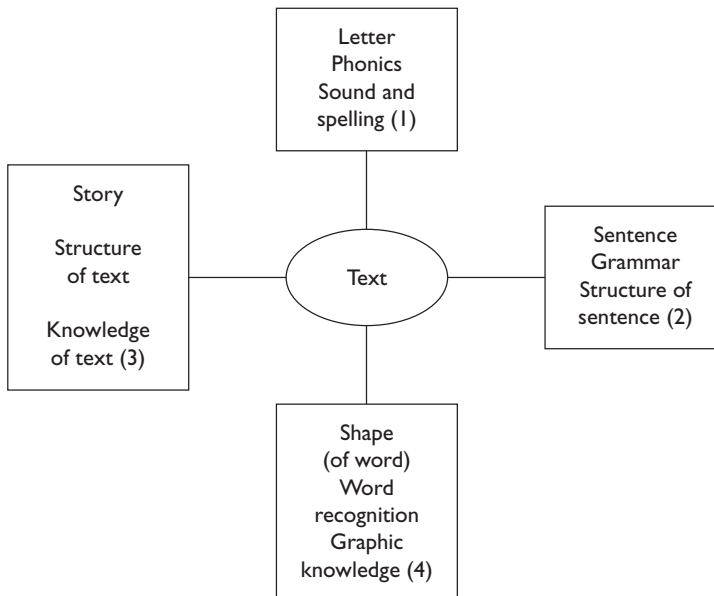 Letter
Phonics
Sound and
spelling (1)
Story
Structure
of text
Knowledge
of text (3)
Text
Sentence
Grammar
Structure of
sentence (2)
Shape
(of word)
Word
recognition
Graphic
knowledge (4)